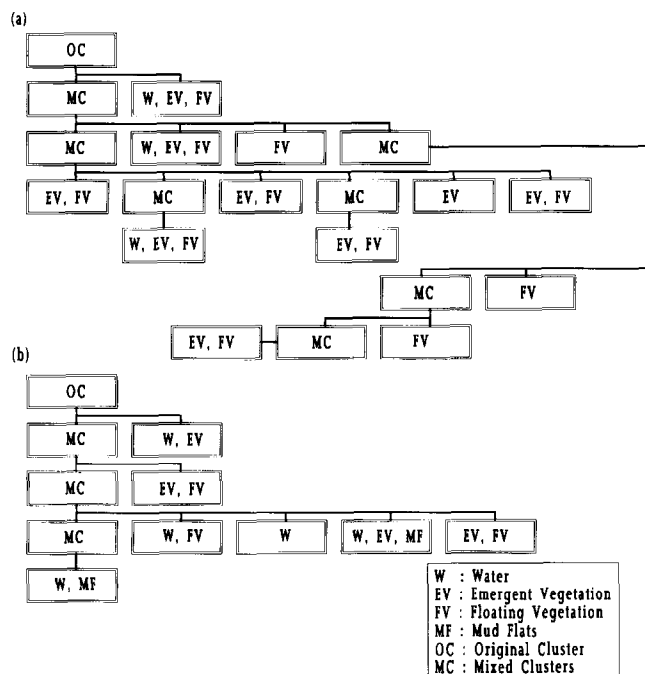 (a)
OC
MC W, EV, FV
MC W, EV, FV FV MC
EV, FV MC EV, FV MC EV EV, FV
W, EV, FV EV, FV
MC FV
EV, FV MC FV
(b)
OC
MC W, EV
MC EV, FV
MC W, FV W W, EV, MF EV, FV
W, MF
W : Water
EV : Emergent Vegetation
FV : Floating Vegetation
MF : Mud Flats
OC : Original Cluster
MC : Mixed Clusters